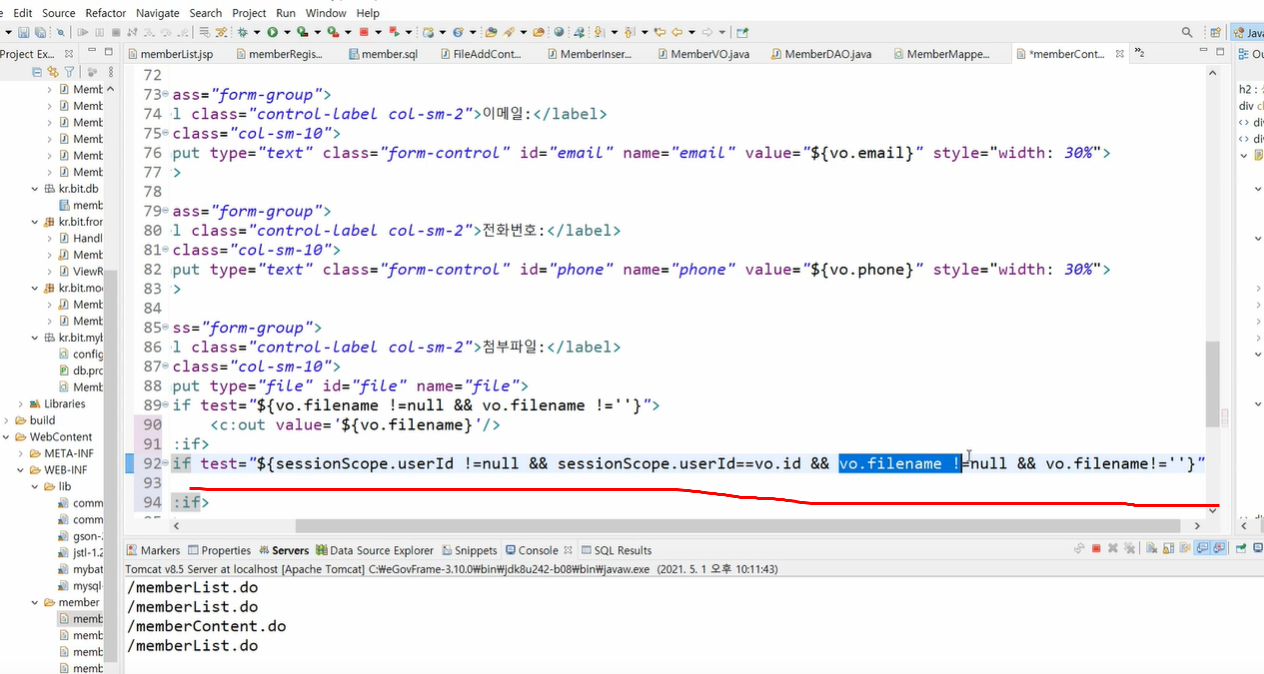 Edit Source Refactor Navigate Search Project Run Window Help
Java
Project Ex...
memberList.jsp
memberRegis...
member.sql
FileAddCont...
MemberInser...
MemberVO.java
MemberDAO.java
MemberMappe...
*memberCont...
2
Memb
Memb
Memb
Memb
Memb
Memb
kr.bit.db
memb
kr.bit.fron
Handl
Memb
ViewR
kr.bit.mod
Memb
Memb
kr.bit.myb
config
db.pro
Memb
Libraries
build
WebContent
META-INF
WEB-INF
lib
comm
comm
gson-2
jstl-1.2
mybat
mysql-
member
memb
memb
memb
memb
72
73 ass="form-group">
74 l class="control-label col-sm-2">이메일:</label>
75 class="col-sm-10">
76 put type="text" class="form-control" id="email" name="email" value="${vo.email}" style="width: 30%">
77 >
78
79 ass="form-group">
80 l class="control-label col-sm-2">전화번호:</label>
81 class="col-sm-10">
82 put type="text" class="form-control" id="phone" name="phone" value="${vo.phone}" style="width: 30%">
83 >
84
85 ss="form-group">
86 l class="control-label col-sm-2">첨부파일:</label>
87 class="col-sm-10">
88 put type="file" id="file" name="file">
89 if test="${vo.filename !=null && vo.filename !=''}">
90 <c:out value='${vo.filename}'/>
91 :if>
92 if test="${sessionScope.userId !=null && sessionScope.userId==vo.id && vo.filename !=null && vo.filename!=''}"
93
94 :if>
h2 :
div cl
div
div
Markers Properties Servers Data Source Explorer Snippets Console SQL Results
Tomcat v8.5 Server at localhost [Apache Tomcat] C:₩eGovFrame-3.10.0₩bin₩jdk8u242-b08₩bin₩javaw.exe (2021. 5. 1 오후 10:11:43)
/memberList.do
/memberList.do
/memberContent.do
/memberList.do